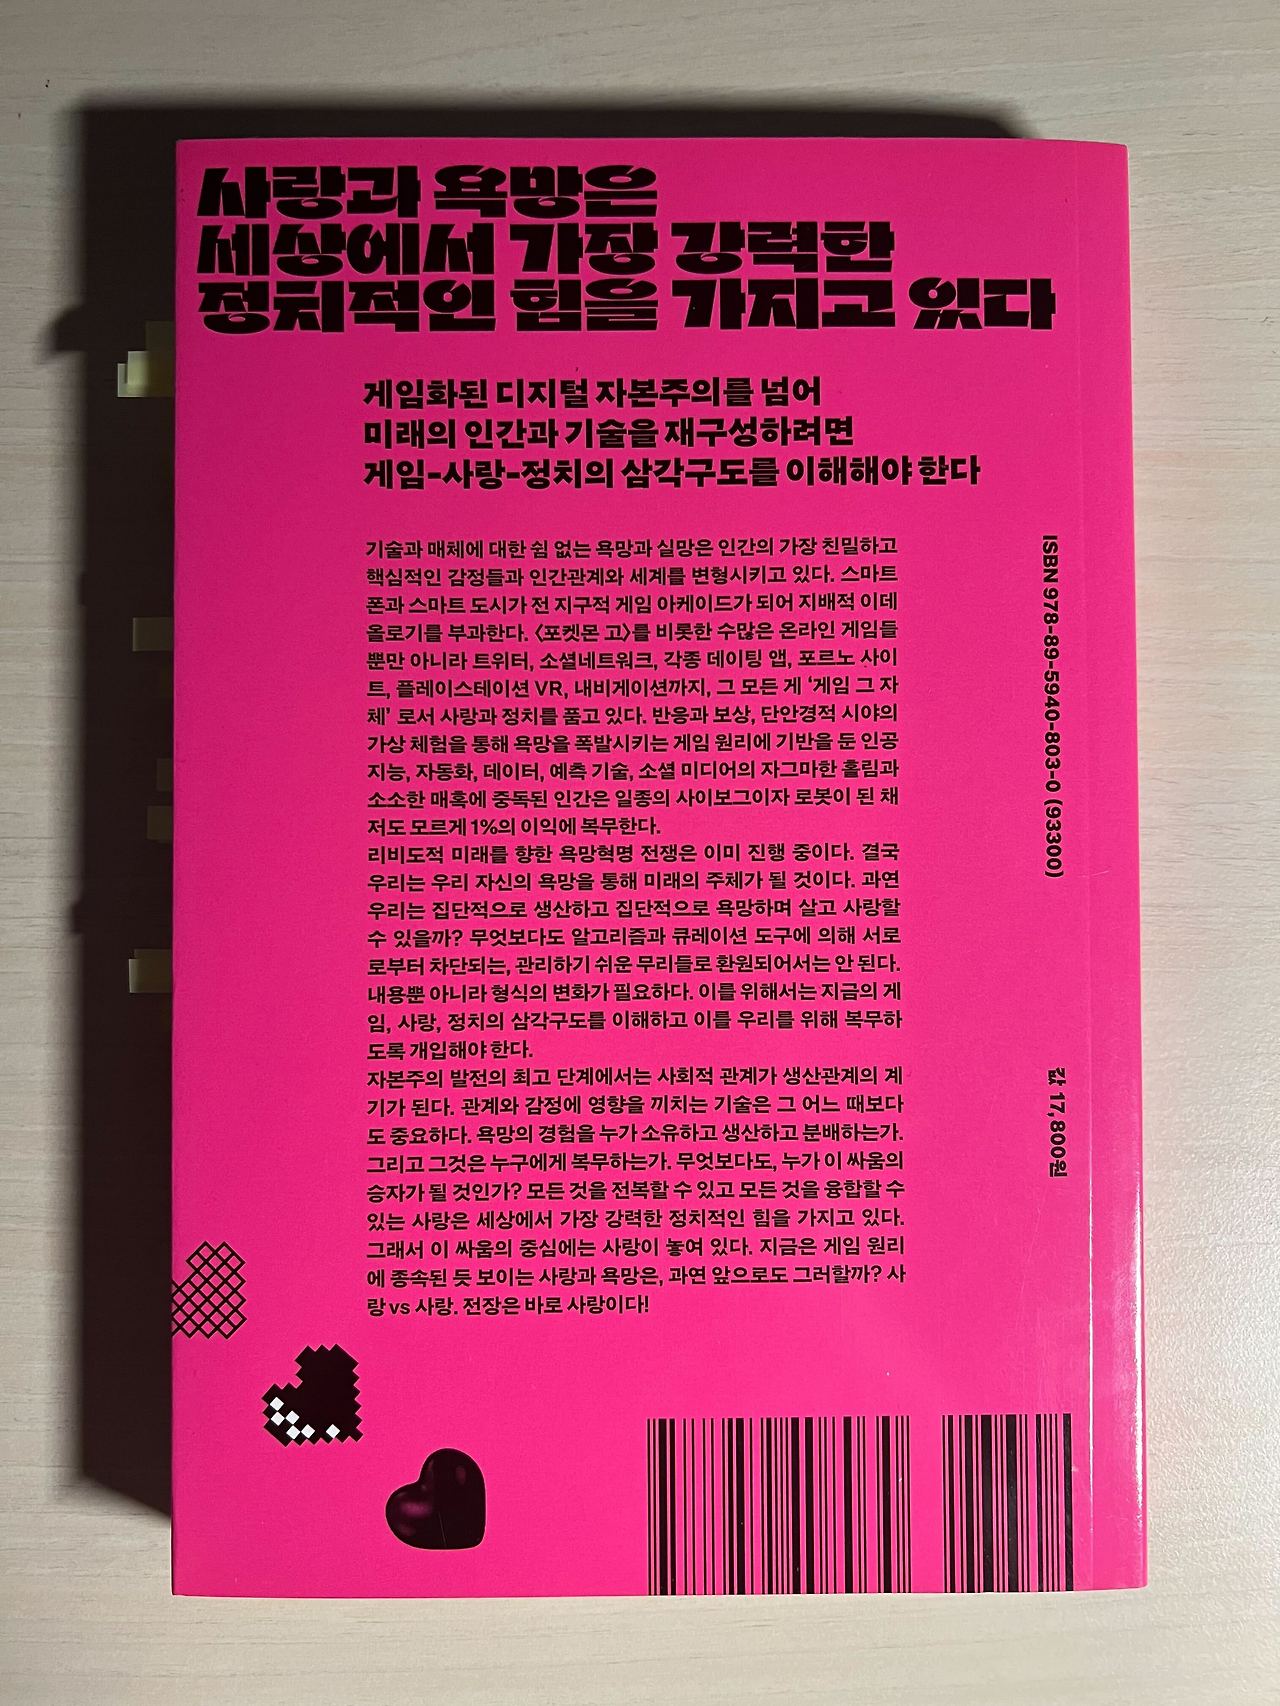 사랑과 욕망은
세상에서 가장 강력한
정치적인 힘을 가지고 있다
게임화된 디지털 자본주의를 넘어
미래의 인간과 기술을 재구성하려면
게임-사랑-정치의 삼각구도를 이해해야 한다
기술과 매체에 대한 쉼 없는 욕망과 실망은 인간의 가장 친밀하고
핵심적인 감정들과 인간관계와 세계를 변형시키고 있다. 스마트
폰과 스마트 도시가 전 지구적 게임 아케이드가 되어 지배적 이데
올로기를 부과한다. 〈포켓몬 고〉를 비롯한 수많은 온라인 게임들
뿐만 아니라 트위터, 소셜네트워크, 각종 데이팅 앱, 포르노 사이
트, 플레이스테이션 VR, 내비게이션까지, 그 모든 게 ‘게임 그 자
체’ 로서 사랑과 정치를 품고 있다. 반응과 보상, 단안경적 시야의
가상 체험을 통해 욕망을 폭발시키는 게임 원리에 기반을 둔 인공
지능, 자동화, 데이터, 예측 기술, 소셜 미디어의 자그마한 홀림과
소소한 매혹에 중독된 인간은 일종의 사이보그이자 로봇이 된 채
저도 모르게 1%의 이익에 복무한다.
리비도적 미래를 향한 욕망혁명 전쟁은 이미 진행 중이다. 결국
우리는 우리 자신의 욕망을 통해 미래의 주체가 될 것이다. 과연
우리는 집단적으로 생산하고 집단적으로 욕망하며 살고 사랑할
수 있을까? 무엇보다도 알고리즘과 큐레이션 도구에 의해 서로
로부터 차단되는, 관리하기 쉬운 무리들로 환원되어서는 안 된다.
내용뿐 아니라 형식의 변화가 필요하다. 이를 위해서는 지금의 게
임, 사랑, 정치의 삼각구도를 이해하고 이를 우리를 위해 복무하
도록 개입해야 한다.
자본주의 발전의 최고 단계에서는 사회적 관계가 생산관계의 계
기가 된다. 관계와 감정에 영향을 끼치는 기술은 그 어느 때보다
도 중요하다. 욕망의 경험을 누가 소유하고 생산하고 분배하는가.
그리고 그것은 누구에게 복무하는가. 무엇보다도, 누가 이 싸움의
승자가 될 것인가? 모든 것을 전복할 수 있고 모든 것을 융합할 수
있는 사랑은 세상에서 가장 강력한 정치적인 힘을 가지고 있다.
그래서 이 싸움의 중심에는 사랑이 놓여 있다. 지금은 게임 원리
에 종속된 듯 보이는 사랑과 욕망은, 과연 앞으로도 그러할까? 사
랑 vs 사랑. 전장은 바로 사랑이다!
ISBN 978-89-5940-803-0 (93300)
값 17,800원